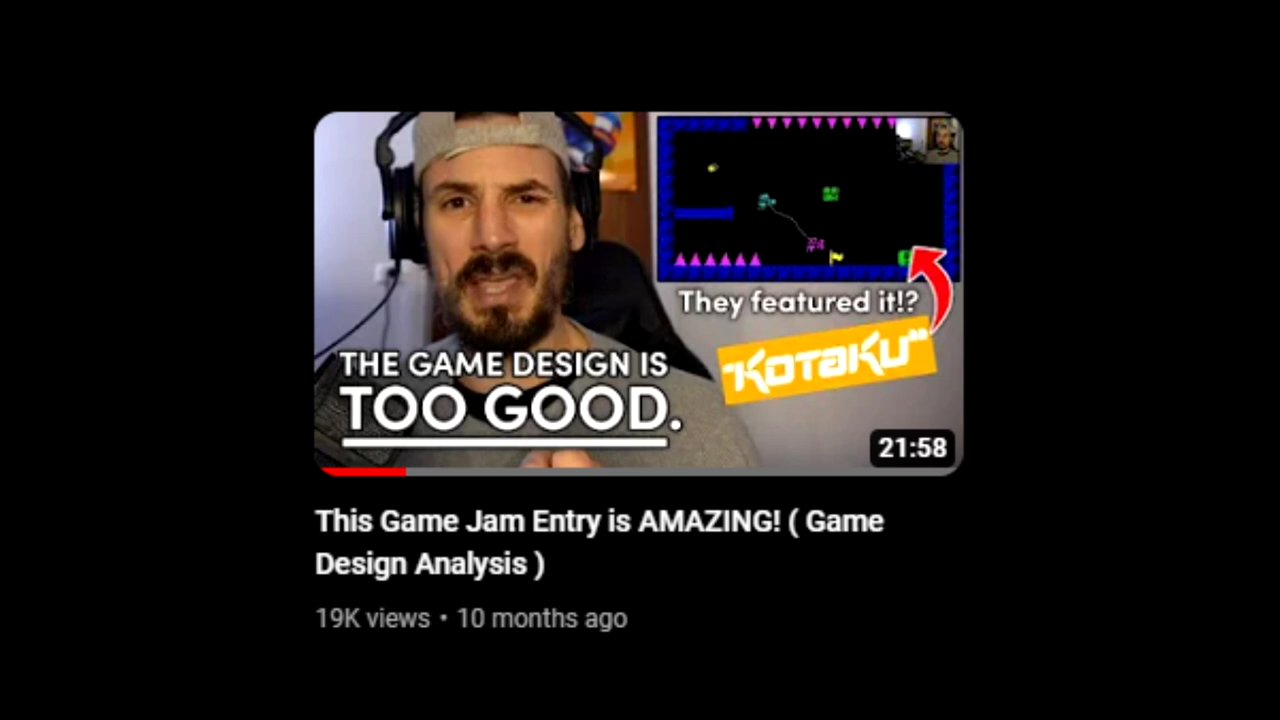 They featured it!?
KOTAKU
THE GAME DESIGN IS
TOO GOOD.
21:58
This Game Jam Entry is AMAZING! ( Game
Design Analysis )
19K views • 10 months ago